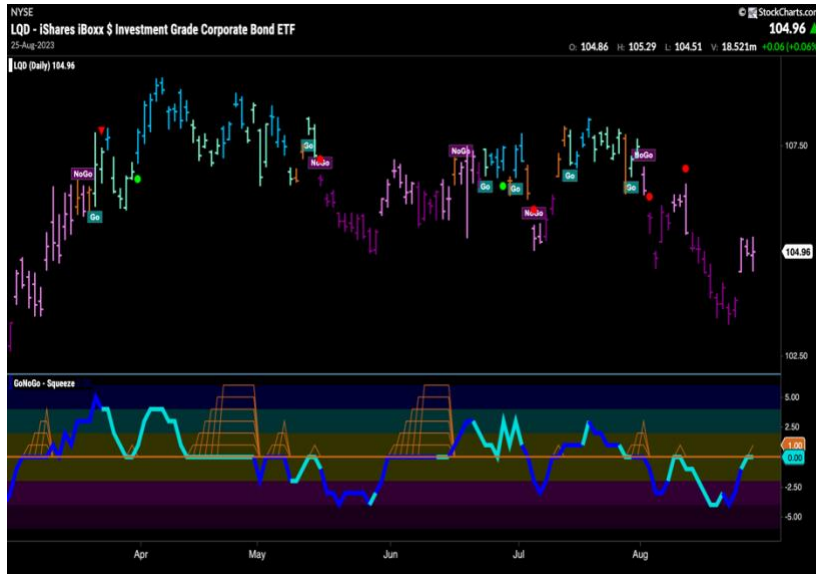 NYSE
© StockCharts.com
LQD - iShares iBoxx $ Investment Grade Corporate Bond ETF
104.96
25-Aug-2023
O: 104.86 H: 105.29 L: 104.51 V: 18.521m +0.06 (+0.06%)
LQD (Daily) 104.96
107.50
NoGo
Go
Go
NoGo
NoGo
Go
Go
NoGo
Go
NoGo
Go
104.96
102.50
GoNoGo - Squeeze
5.00
2.50
1.00
0.00
-2.50
-5.00
Apr May Jun Jul Aug